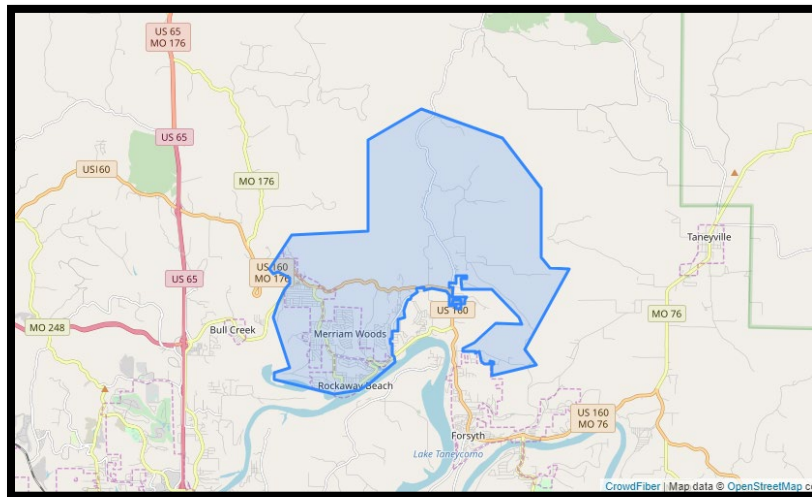 US 65
MO 176
US 65
USI60
MO 176
Taneyville
US 160
MO 176
US 65
US 160
MO 76
MO 248
Bull Creek
Merriam Woods
Rockaway Beach
US 160
MO 76
Forsyth
Lake Taneycomo
CrowdFiber | Map data © OpenStreetMap c